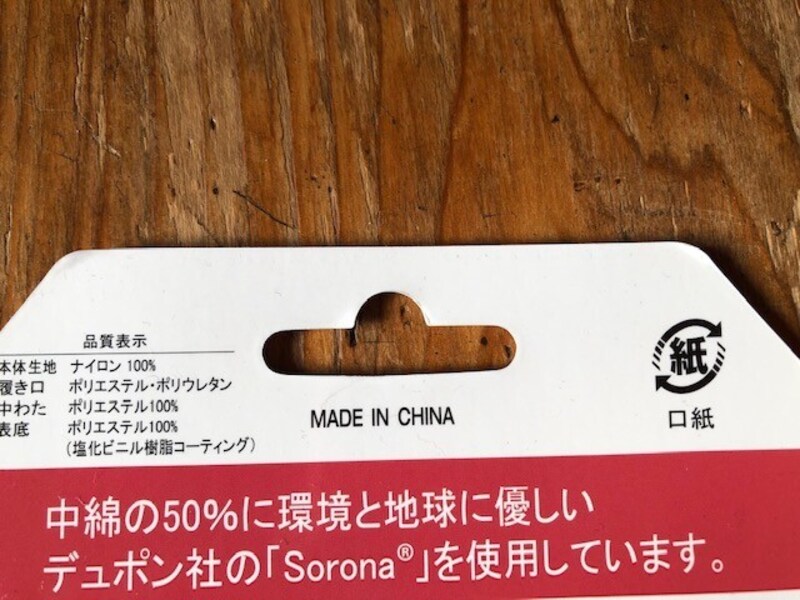 品質表示
本体生地 ナイロン 100%
履き口 ポリエステル・ポリウレタン
中わた ポリエステル100%
表底 ポリエステル100%
(塩化ビニル樹脂コーティング)
MADE IN CHINA
紙
口紙
中綿の50%に環境と地球に優しい
デュポン社の「Sorona®」を使用しています。